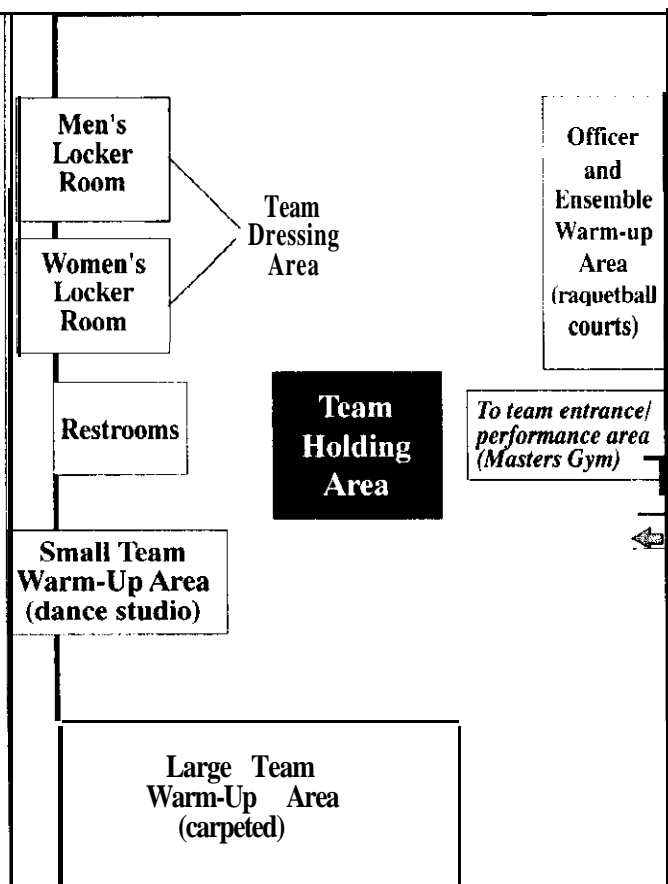 Men's
Locker
Room
Team
Dressing
Area
Women's
Locker
Room
Officer
and
Ensemble
Warm-up
Area
(raquetball
courts)
Restrooms
Team
Holding
Area
To team entrance/
performance area
(Masters Gym)
Small Team
Warm-Up Area
(dance studio)
Large Team
Warm-Up Area
(carpeted)